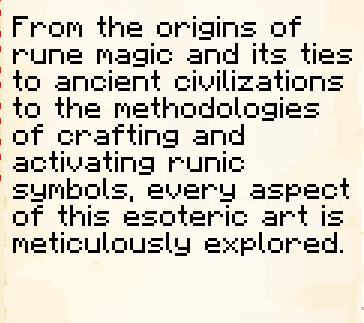 From the origins of
rune magic and its ties
to ancient civilizations
to the methodologies
of crafting and
activating runic
symbols, every aspect
of this esoteric art is
meticulously explored.